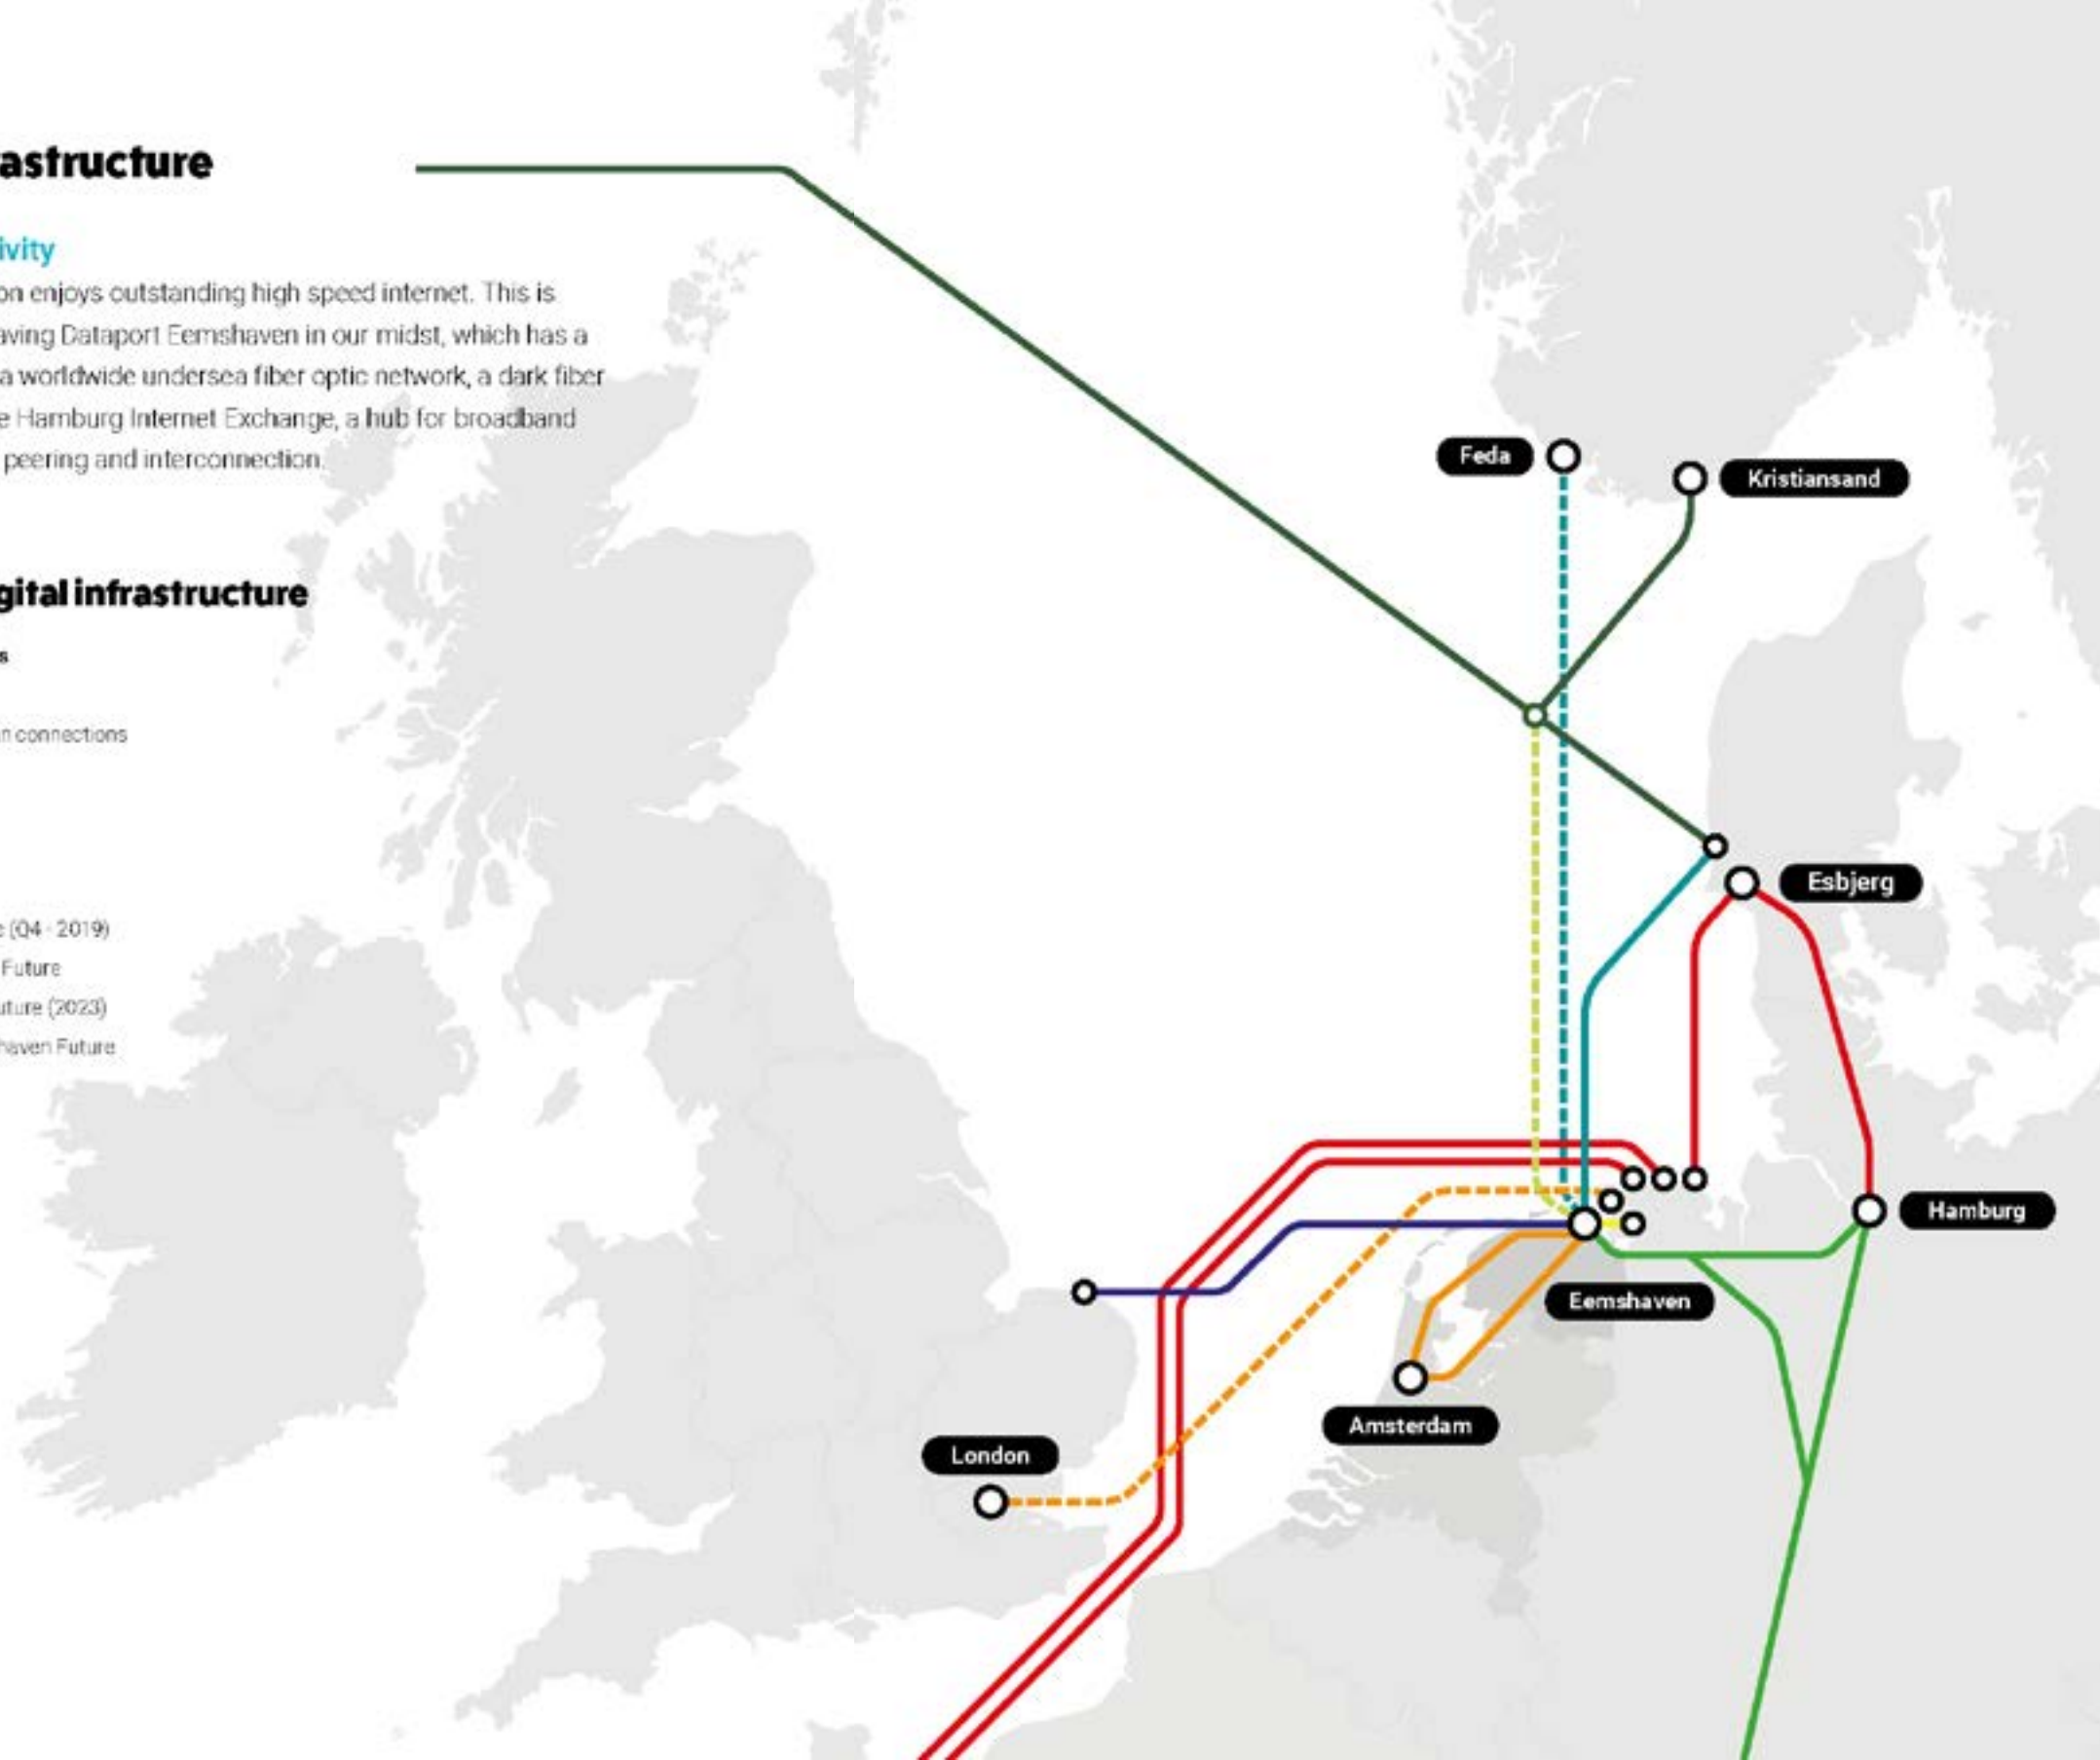 astructure
ivity
on enjoys outstanding high speed internet. This is
aving Dataport Eemshaven in our midst, which has a
a worldwide undersea fiber optic network, a dark fiber
e Hamburg Internet Exchange, a hub for broadband
peering and interconnection.
gital infrastructure
s
n connections
c (Q4 - 2019)
Future
uture (2023)
haven Future
Feda
Kristiansand
Esbjerg
Hamburg
Eemshaven
Amsterdam
London